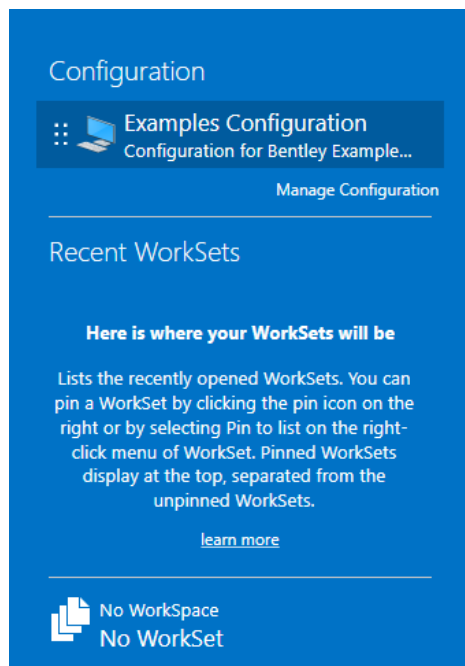 Configuration
Examples Configuration
Configuration for Bentley Example...
Manage Configuration
Recent WorkSets
Here is where your WorkSets will be
Lists the recently opened WorkSets. You can
pin a WorkSet by clicking the pin icon on the
right or by selecting Pin to list on the right-
click menu of WorkSet. Pinned WorkSets
display at the top, separated from the
unpinned WorkSets.
learn more
No WorkSpace
No WorkSet